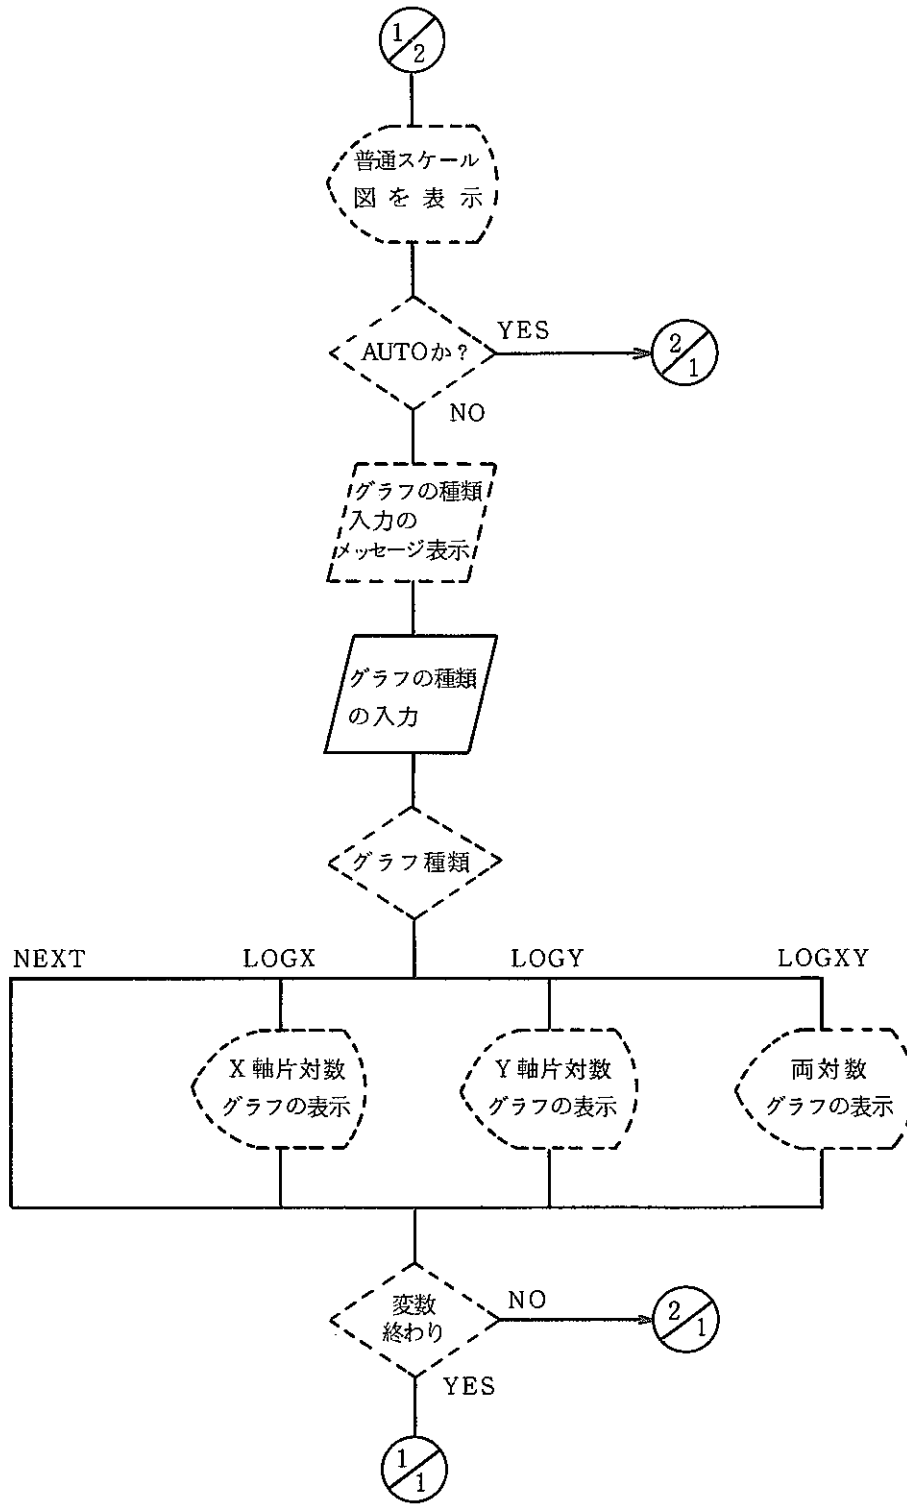 1
2
普通スケール
図を表示
AUTOか?
YES
2
1
NO
グラフの種類
入力の
メッセージ表示
グラフの種類
の入力
グラフ種類
NEXT
LOGX
LOGY
LOGXY
X軸片対数
グラフの表示
Y軸片対数
グラフの表示
両対数
グラフの表示
変数
終わり
NO
2
1
YES
1
1